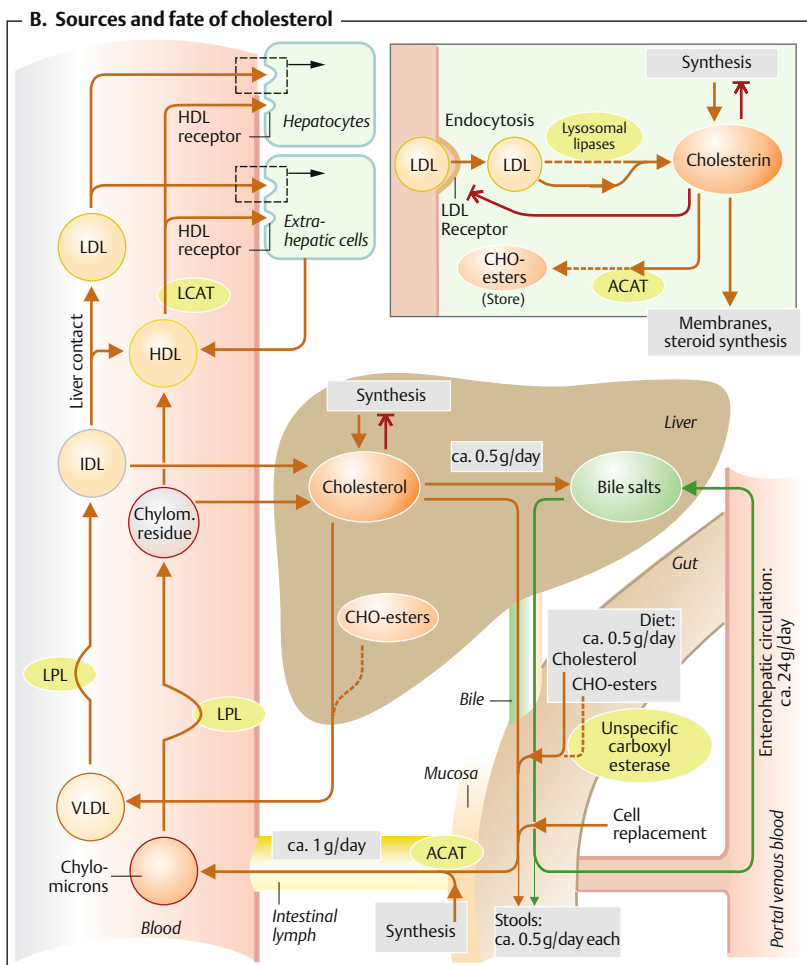 B. Sources and fate of cholesterol
HDL
receptor
Hepatocytes
HDL
receptor
Extra-
hepatic cells
LDL
LCAT
HDL
Liver contact
IDL
Chylom.
residue
LPL
LPL
VLDL
Chylo-
microns
Blood
Synthesis
Endocytosis
Lysosomal
lipases
LDL
LDL
Cholesterin
LDL
Receptor
CHO-
esters
(Store)
ACAT
Membranes,
steroid synthesis
Synthesis
Liver
ca. 0.5 g/day
Cholesterol
Bile salts
CHO-esters
Gut
Diet:
ca. 0.5 g/day
Cholesterol
CHO-esters
Bile
Unspecific
carboxyl
esterase
Mucosa
Cell
replacement
ca. 1 g/day
ACAT
Intestinal
lymph
Synthesis
Stools:
ca. 0.5 g/day each
Enterohepatic circulation:
ca. 24 g/day
Portal venous blood